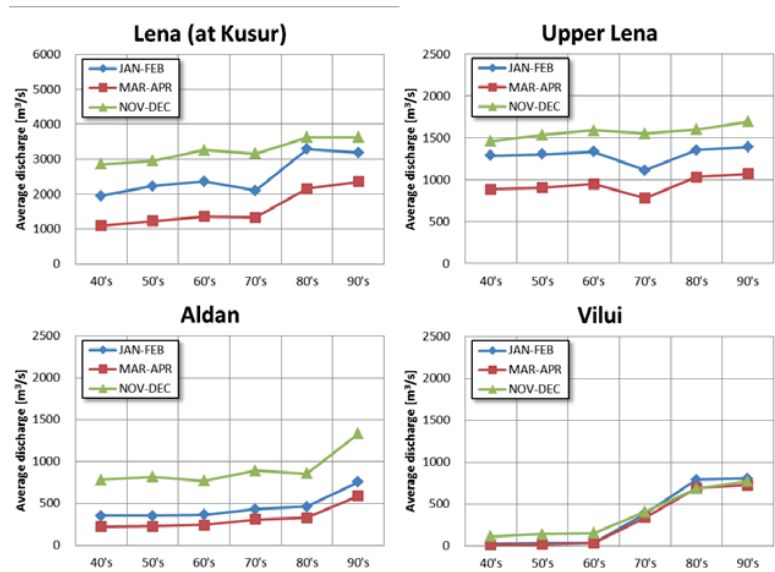 Lena (at Kusur)
Average discharge [m³/s]
6000
5000
4000
3000
2000
1000
0
JAN-FEB
MAR-APR
NOV-DEC
40's 50's 60's 70's 80's 90's
Upper Lena
Average discharge [m³/s]
2500
2000
1500
1000
500
0
JAN-FEB
MAR-APR
NOV-DEC
40's 50's 60's 70's 80's 90's
Aldan
Average discharge [m³/s]
2500
2000
1500
1000
500
0
JAN-FEB
MAR-APR
NOV-DEC
40's 50's 60's 70's 80's 90's
Vilui
Average discharge [m³/s]
2500
2000
1500
1000
500
0
JAN-FEB
MAR-APR
NOV-DEC
40's 50's 60's 70's 80's 90's